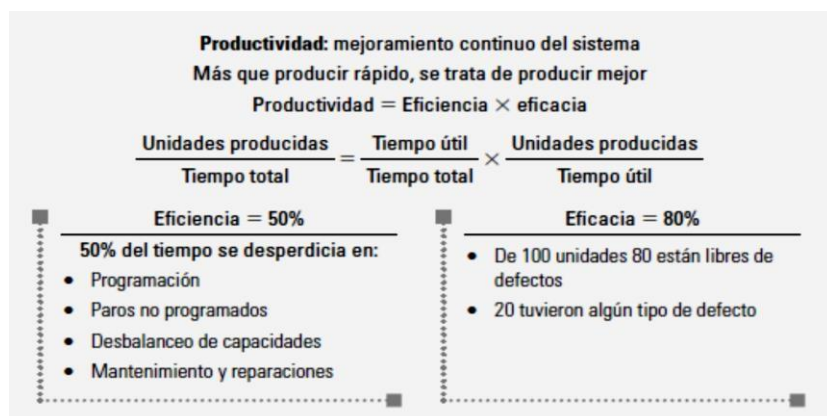 Productividad: mejoramiento continuo del sistema
Más que producir rápido, se trata de producir mejor
Productividad = Eficiencia × eficacia
Unidades producidas / Tiempo total = Tiempo útil / Tiempo total × Unidades producidas / Tiempo útil
Eficiencia = 50%
50% del tiempo se desperdicia en:
• Programación
• Paros no programados
• Desbalanceo de capacidades
• Mantenimiento y reparaciones
Eficacia = 80%
• De 100 unidades 80 están libres de
defectos
• 20 tuvieron algún tipo de defecto